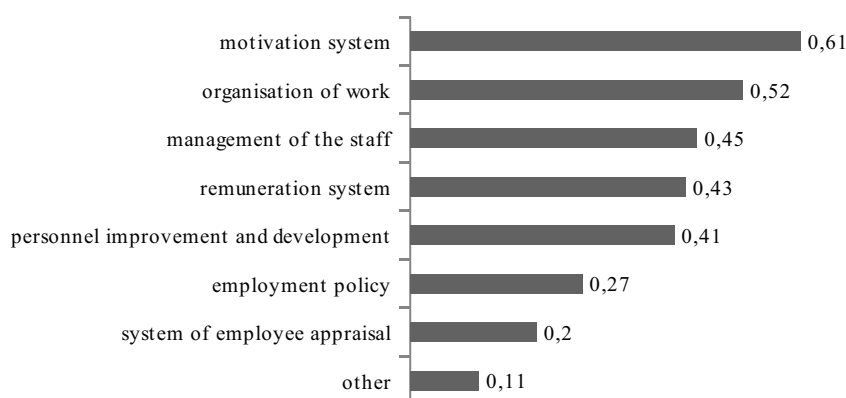 motivation system 0,61
organisation of work 0,52
management of the staff 0,45
remuneration system 0,43
personnel improvement and development 0,41
employment policy 0,27
system of employee appraisal 0,2
other 0,11